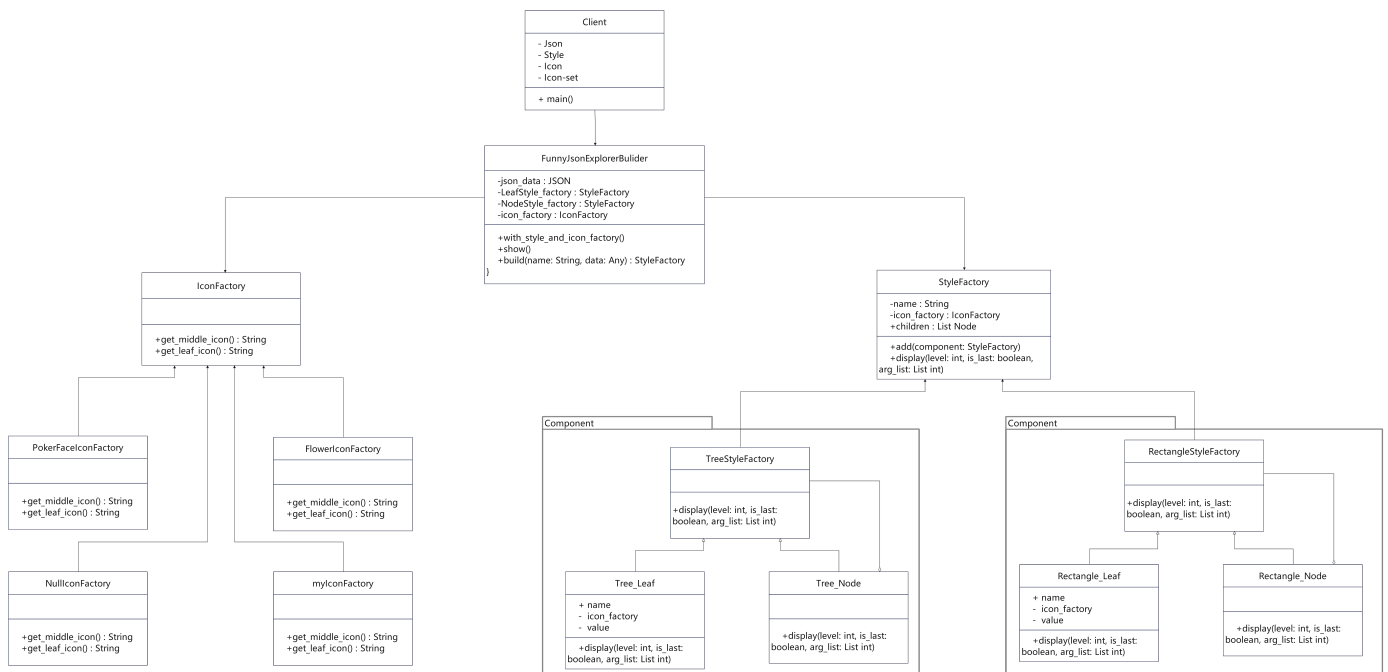 Client
- Json
- Style
- Icon
- Icon-set
+ main()
FunnyJsonExplorerBulider
-json_data : JSON
-LeafStyle_factory : StyleFactory
-NodeStyle_factory : StyleFactory
-icon_factory : IconFactory
+with_style_and_icon_factory()
+show()
+build(name: String, data: Any) : StyleFactory
}
IconFactory
+get_middle_icon() : String
+get_leaf_icon() : String
StyleFactory
-name : String
-icon_factory : IconFactory
+children : List Node
+add(component: StyleFactory)
+display(level: int, is_last: boolean,
arg_list: List int)
PokerFaceIconFactory
+get_middle_icon() : String
+get_leaf_icon() : String
FlowerIconFactory
+get_middle_icon() : String
+get_leaf_icon() : String
NullIconFactory
+get_middle_icon() : String
+get_leaf_icon() : String
myIconFactory
+get_middle_icon() : String
+get_leaf_icon() : String
Component
TreeStyleFactory
+display(level: int, is_last:
boolean, arg_list: List int)
Tree_Leaf
+ name
- icon_factory
- value
+display(level: int, is_last:
boolean, arg_list: List int)
Tree_Node
+display(level: int, is_last:
boolean, arg_list: List int)
Component
RectangleStyleFactory
+display(level: int, is_last:
boolean, arg_list: List int)
Rectangle_Leaf
+ name
- icon_factory
- value
+display(level: int, is_last:
boolean, arg_list: List int)
Rectangle_Node
+display(level: int, is_last:
boolean, arg_list: List int)